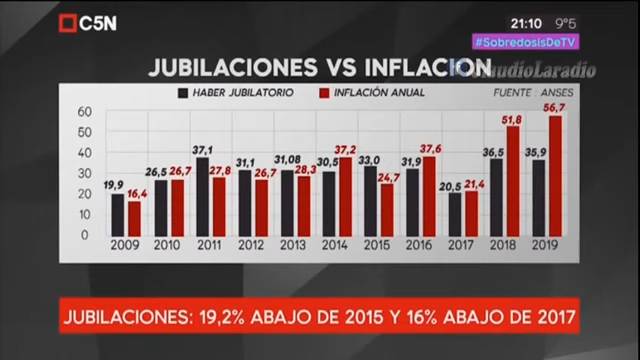 C5N
21:10 9°5
#SobredosisDeTV
JUBILACIONES VS INFLACION
audioLaradio
HABER JUBILATORIO INFLACIÓN ANUAL FUENTE : ANSES
60
50
40
30
20
10
0
19,9 16,4
26,5 26,7
37,1 27,8
31,1 26,7
31,08 28,3
30,5 37,2
33,0 24,7
31,9 37,6
20,5 21,4
36,5 51,8
35,9 56,7
2009 2010 2011 2012 2013 2014 2015 2016 2017 2018 2019
JUBILACIONES: 19,2% ABAJO DE 2015 Y 16% ABAJO DE 2017